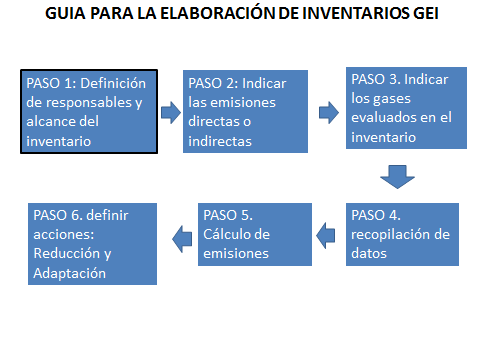 GUIA PARA LA ELABORACIÓN DE INVENTARIOS GEI
PASO 1: Definición
de responsables y
alcance del
inventario
PASO 2: Indicar
las emisiones
directas o
indirectas
PASO 3. Indicar
los gases
evaluados en el
inventario
PASO 4.
recopilación de
datos
PASO 5.
Cálculo de
emisiones
PASO 6. definir
acciones:
Reducción y
Adaptación